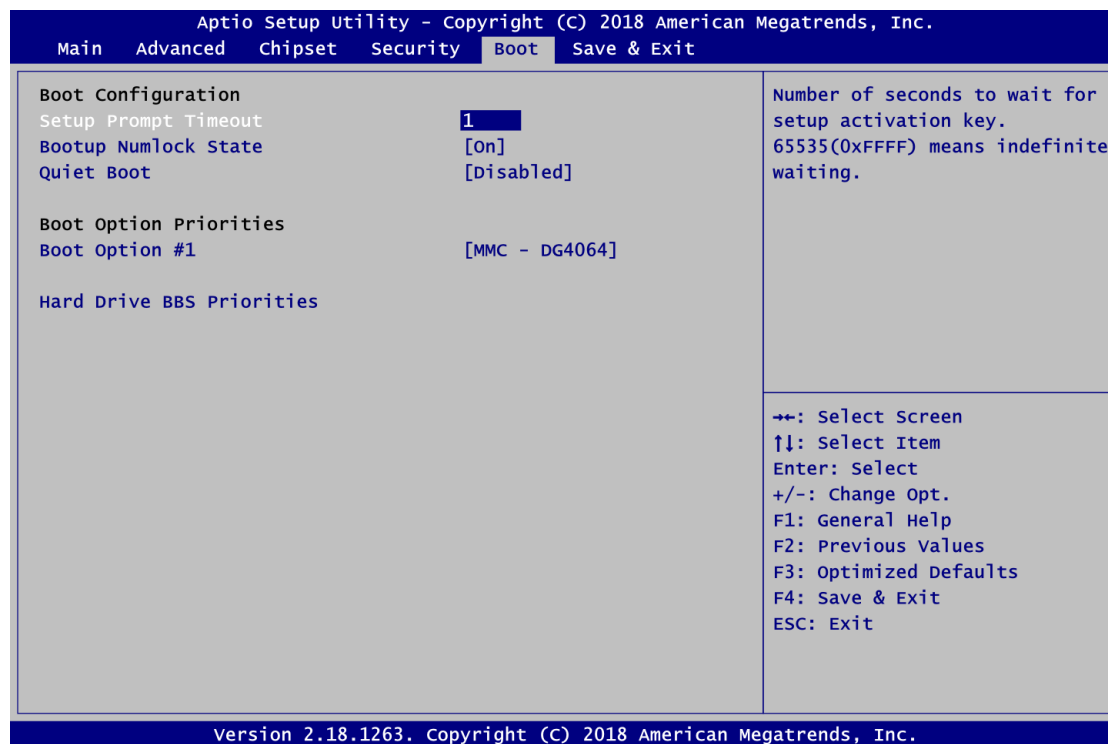 Aptio Setup Utility - Copyright (C) 2018 American Megatrends, Inc.
Main Advanced Chipset Security Boot Save & Exit
Boot Configuration
Setup Prompt Timeout 1
Bootup Numlock State [On]
Quiet Boot [Disabled]
Boot Option Priorities
Boot Option #1 [MMC - DG4064]
Hard Drive BBS Priorities
Number of seconds to wait for
setup activation key.
65535(0xFFFF) means indefinite
waiting.
→←: Select Screen
↑↓: Select Item
Enter: Select
+/-: Change Opt.
F1: General Help
F2: Previous Values
F3: Optimized Defaults
F4: Save & Exit
ESC: Exit
Version 2.18.1263. Copyright (C) 2018 American Megatrends, Inc.